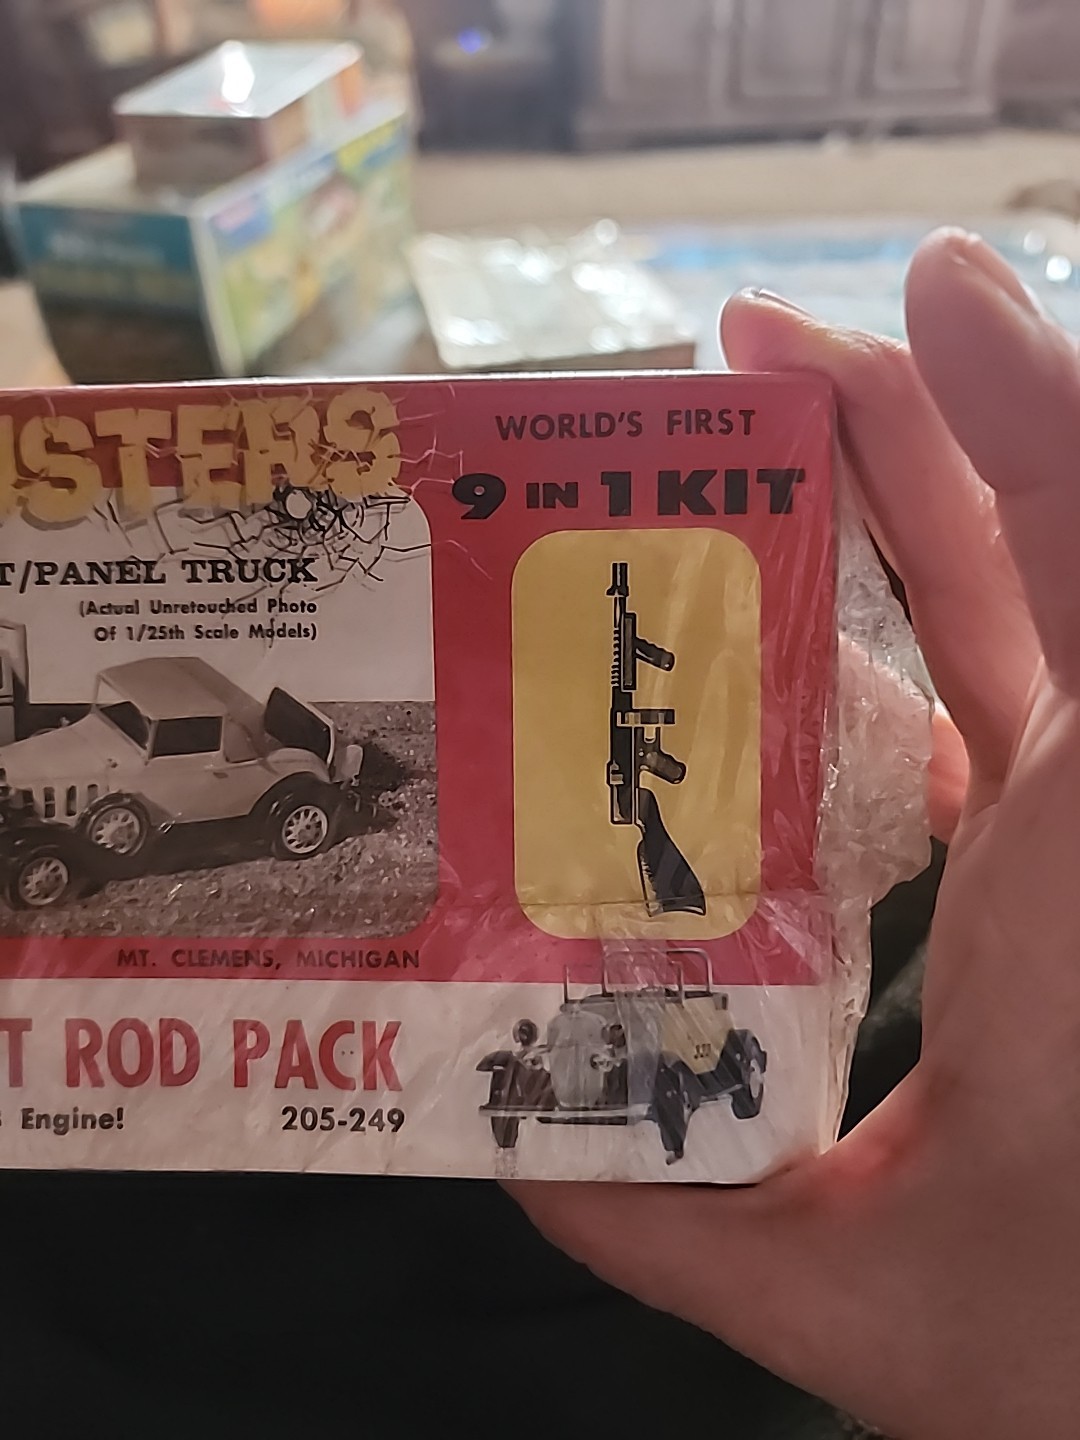 USTERS
WORLD'S FIRST
9 IN 1 KIT
T/PANEL TRUCK
(Actual Unretouched Photo
Of 1/25th Scale Models)
MT. CLEMENS, MICHIGAN
T ROD PACK
Engine!
205-249